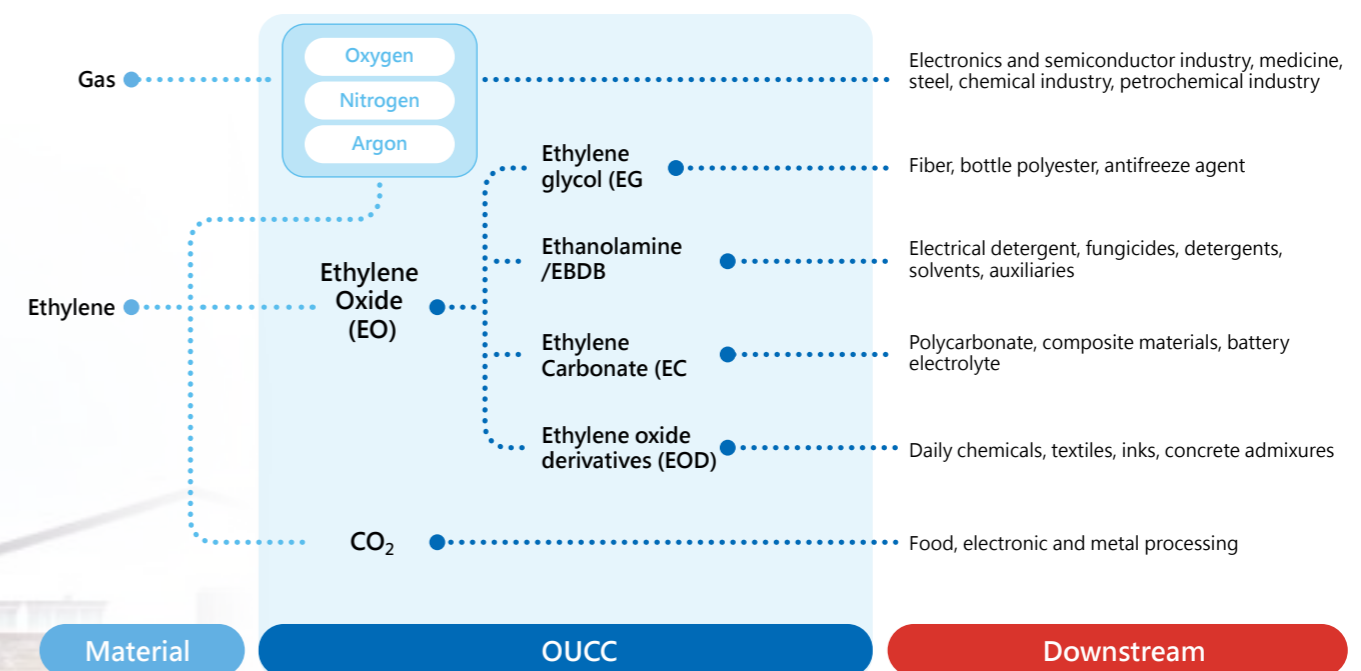 Gas
Oxygen
Nitrogen
Argon
Electronics and semiconductor industry, medicine,
steel, chemical industry, petrochemical industry
Ethylene
glycol (EG
Fiber, bottle polyester, antifreeze agent
Ethanolamine
/EBDB
Electrical detergent, fungicides, detergents,
solvents, auxiliaries
Ethylene
Ethylene
Oxide
(EO)
Ethylene
Carbonate (EC
Polycarbonate, composite materials, battery
electrolyte
Ethylene oxide
derivatives (EOD)
Daily chemicals, textiles, inks, concrete admixures
CO₂
Food, electronic and metal processing
Material
OUCC
Downstream